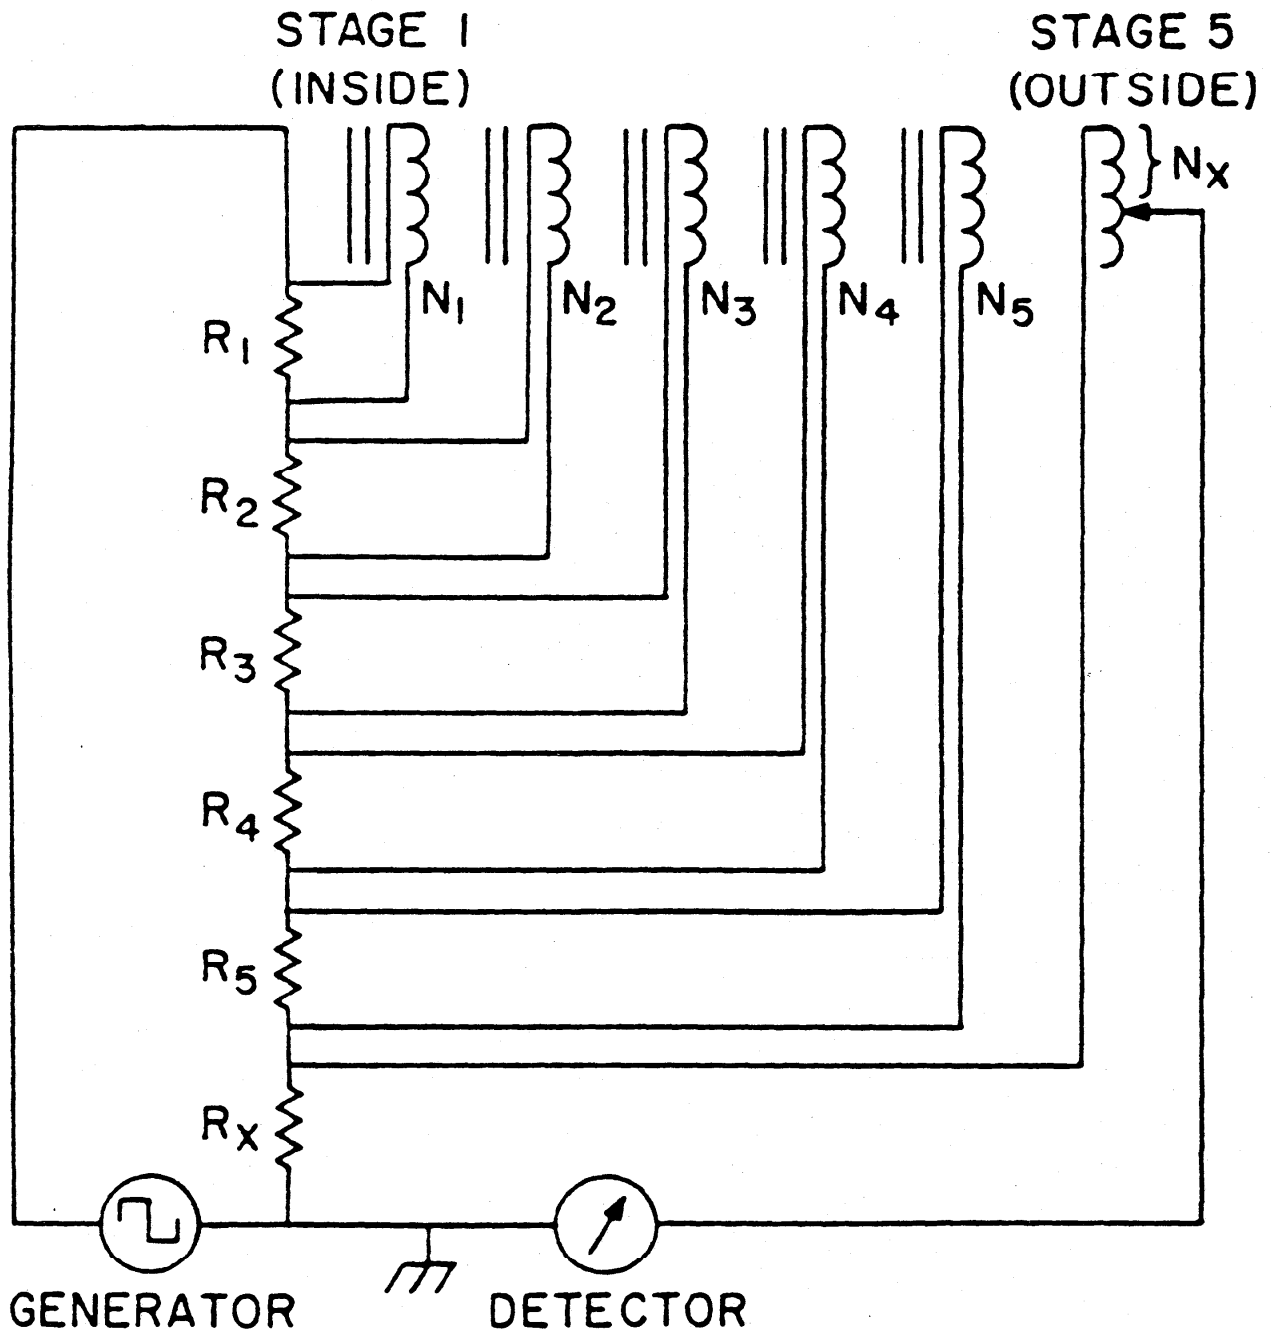 STAGE 1
(INSIDE)
STAGE 5
(OUTSIDE)
Nx
N1
N2
N3
N4
N5
R1
R2
R3
R4
R5
Rx
GENERATOR
DETECTOR